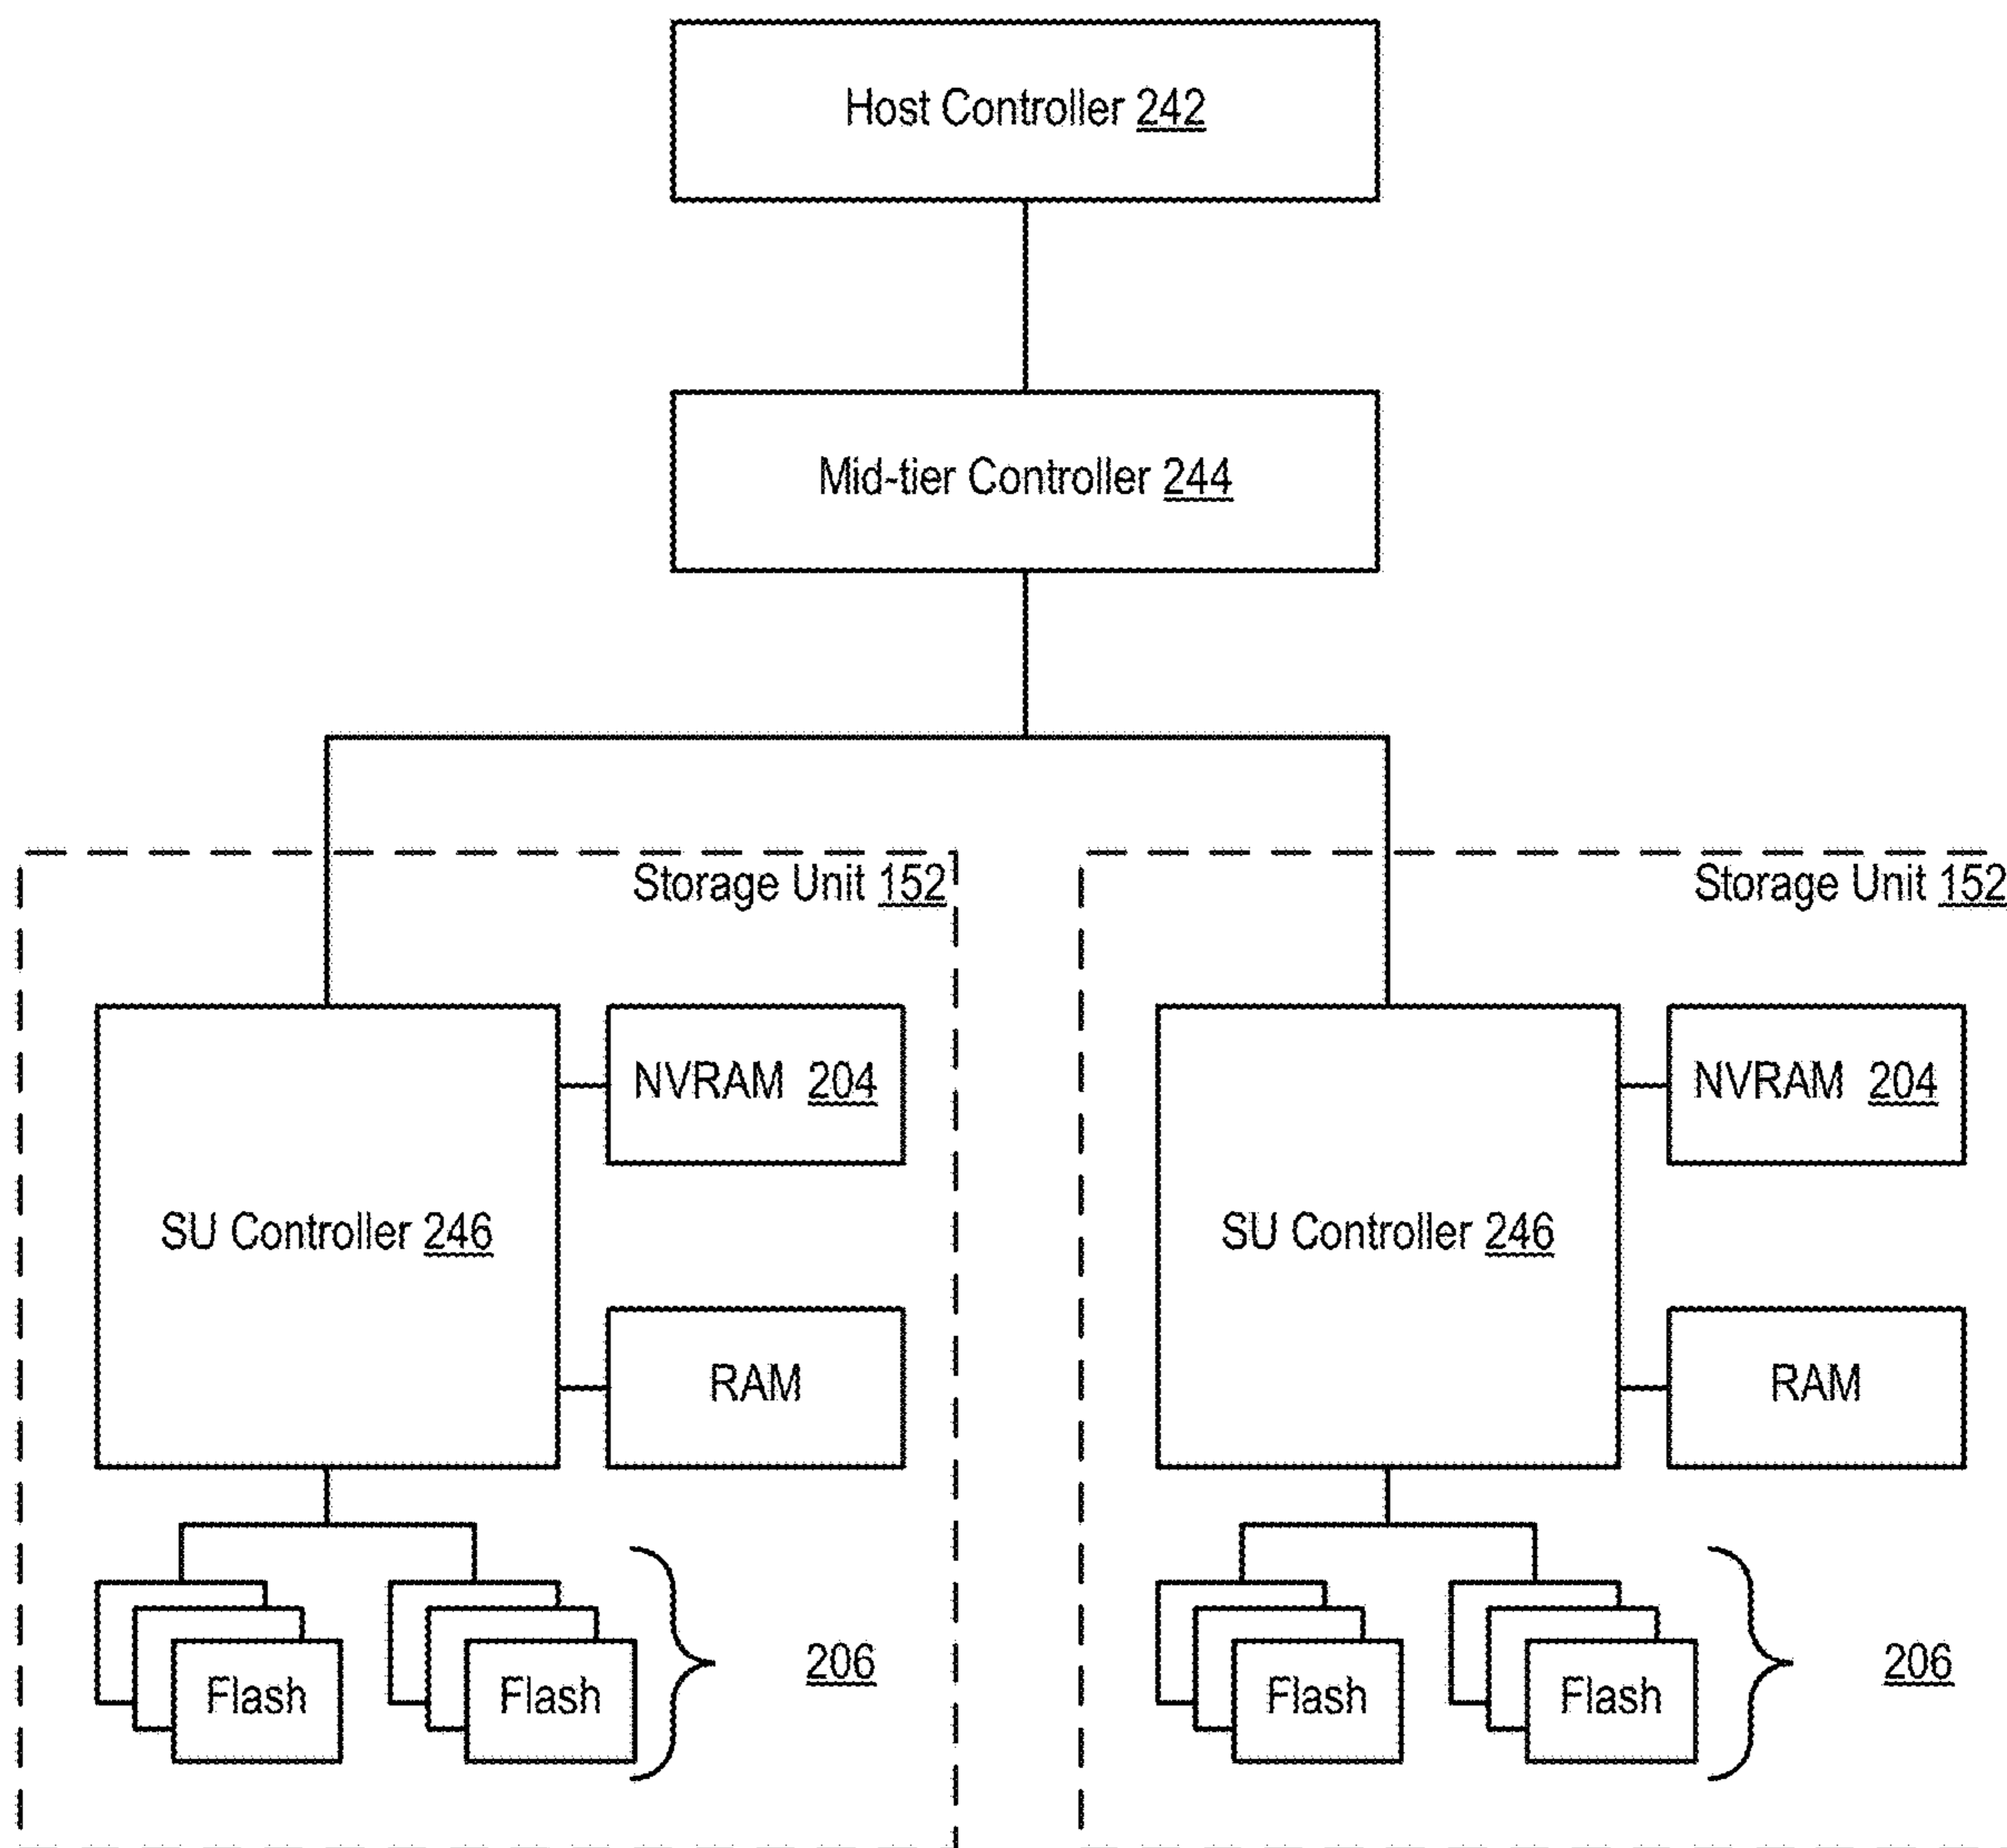 Host Controller 242
Mid-tier Controller 244
Storage Unit 152
Storage Unit 152
NVRAM 204
NVRAM 204
SU Controller 246
SU Controller 246
RAM
RAM
Flash
Flash
206
Flash
Flash
206